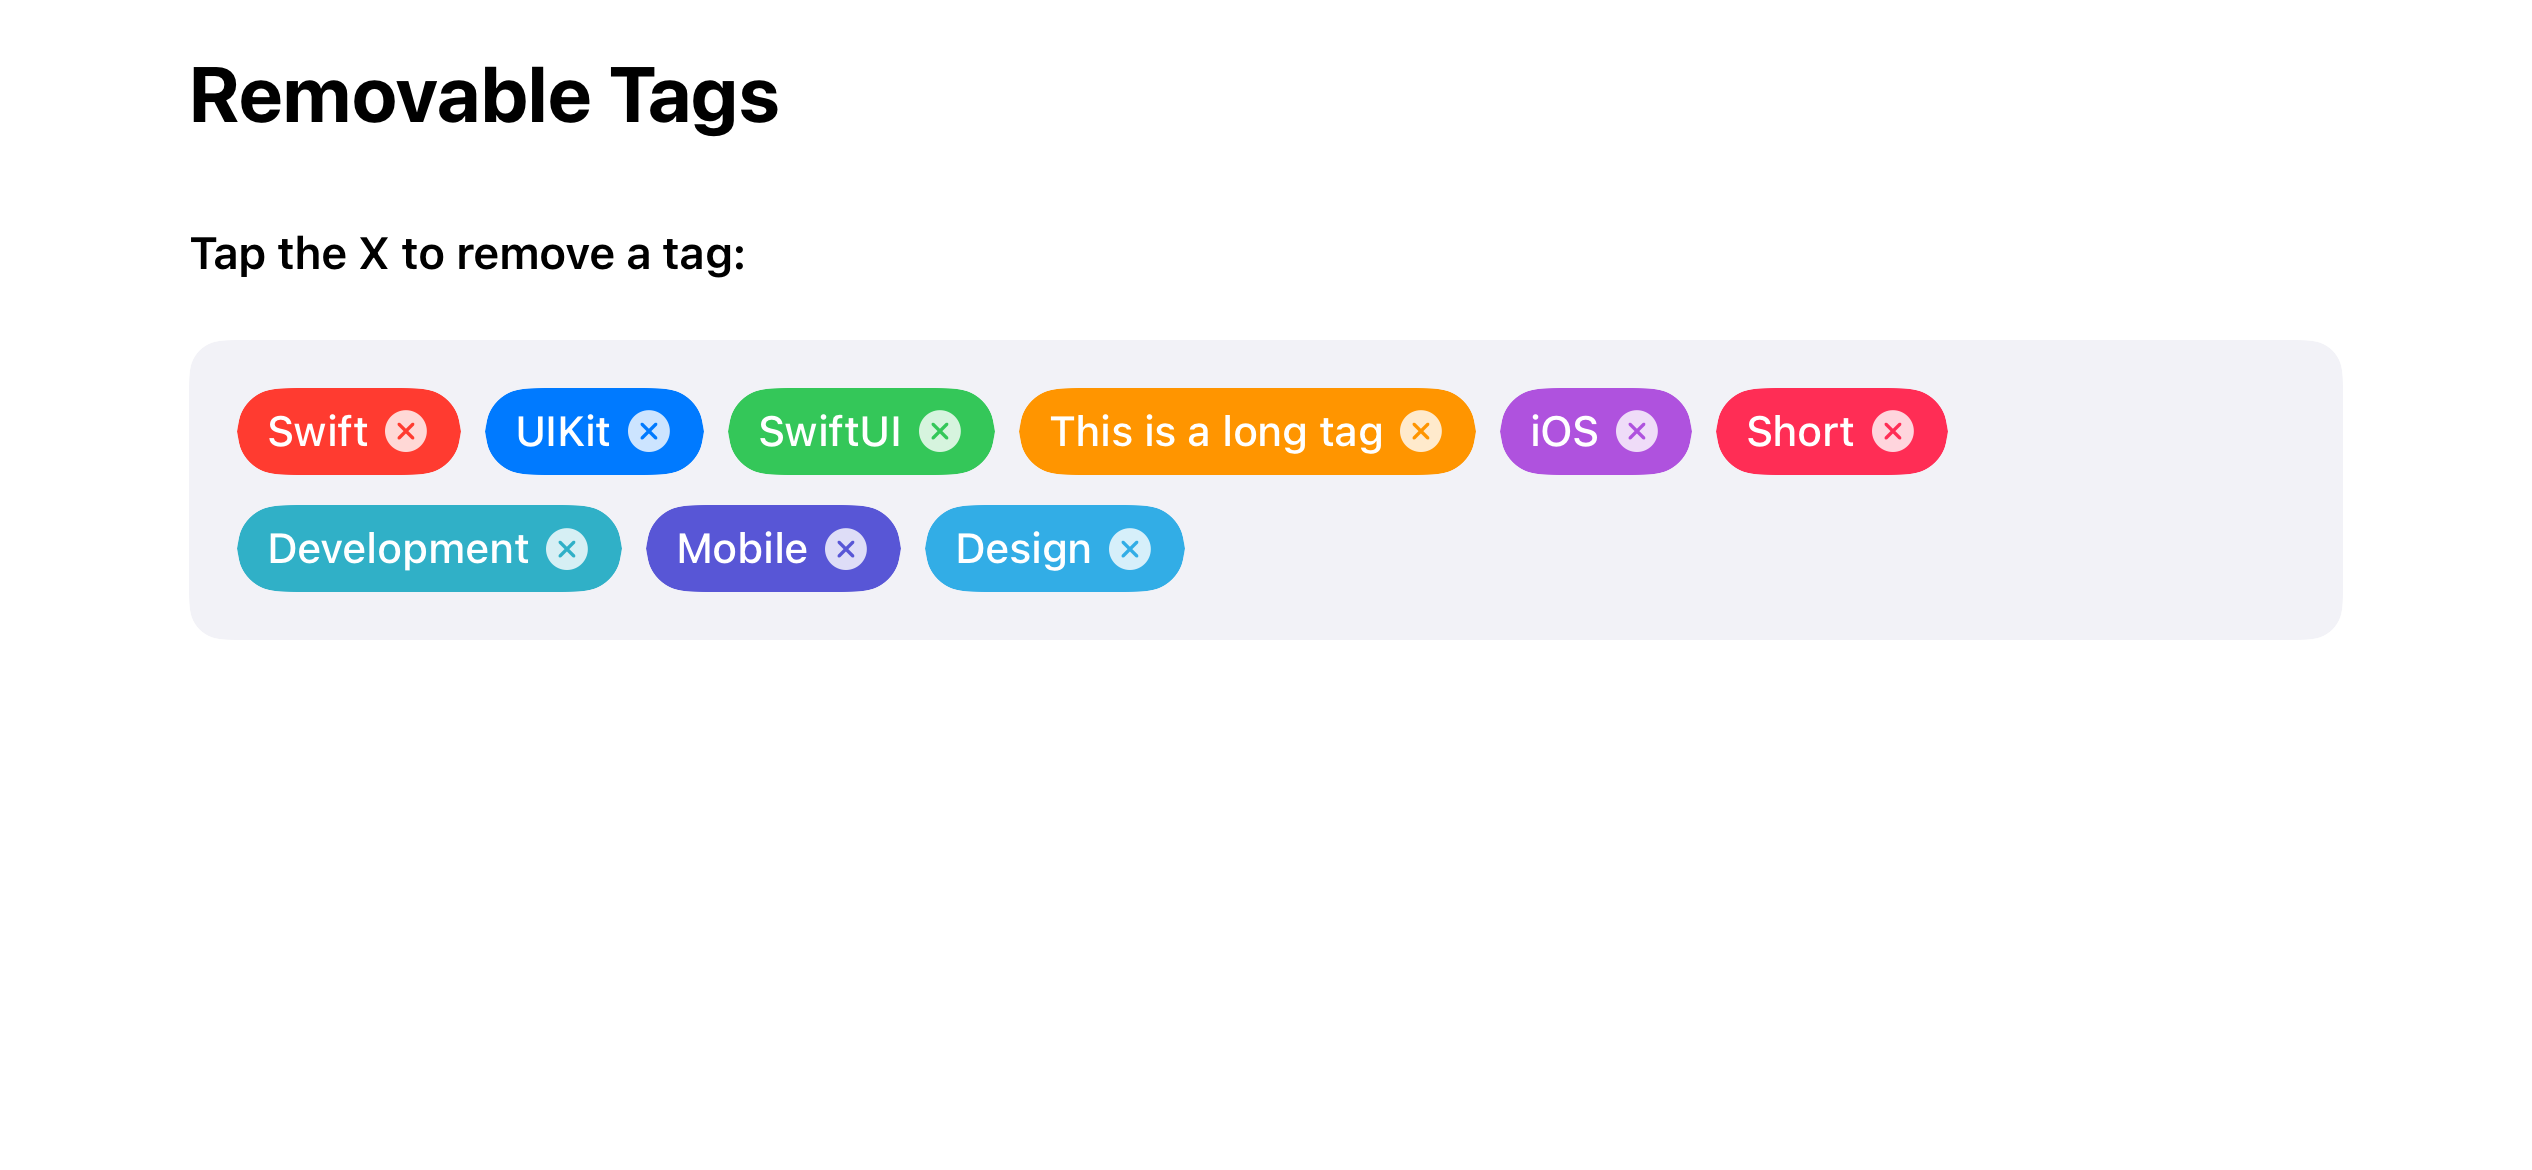 Removable Tags
Tap the X to remove a tag:
Swift UIKit SwiftUI This is a long tag iOS Short
Development Mobile Design